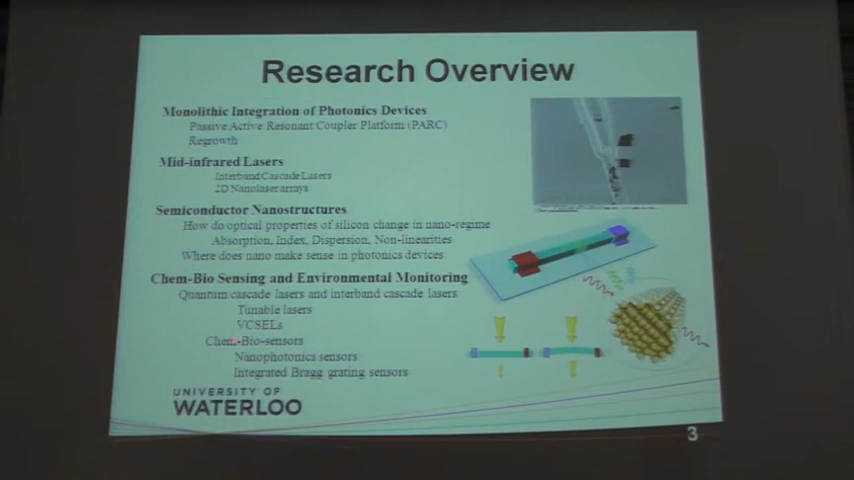 Research Overview
Monolithic Integration of Photonics Devices
Passive Active Resonant Coupler Platform (PARC)
Regrowth
Mid-infrared Lasers
Interband Cascade Lasers
2D Nanolaser arrays
Semiconductor Nanostructures
How do optical properties of silicon change in nano-regime
Absorption, Index, Dispersion, Non-linearities
Where does nano make sense in photonics devices
Chem-Bio Sensing and Environmental Monitoring
Quantum cascade lasers and interband cascade lasers
Tunable lasers
VCSELs
Chem-Bio-sensors
Nanophotonics sensors
Integrated Bragg grating sensors
UNIVERSITY OF
WATERLOO
3